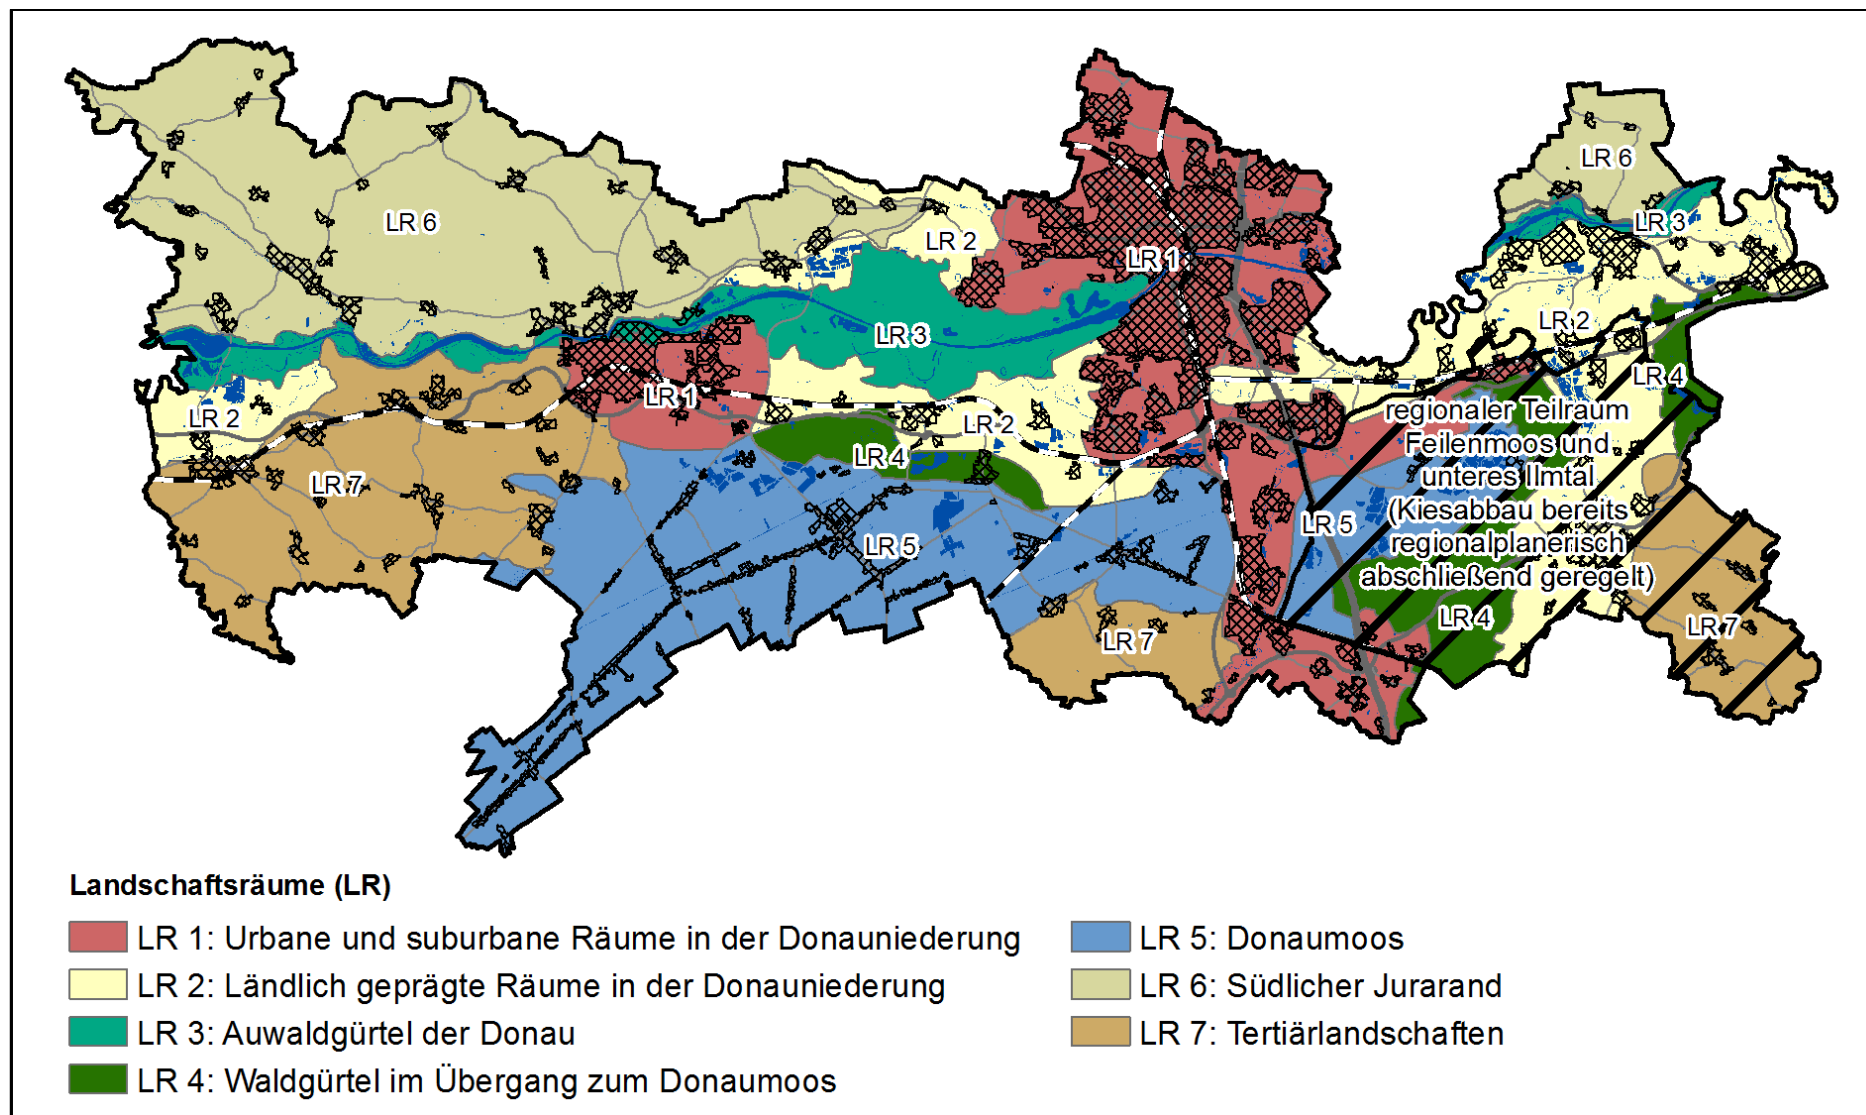 LR 6
LR 6
LR 3
LR 2
LR 1
LR 3
LR 2
LR 4
LR 1
LR 2
LR 2
regionaler Teilraum
Feilenmoos und
unteres Ilmtal
(Kiesabbau bereits
regionalplanerisch
abschließend geregelt)
LR 4
LR 7
LR 5
LR 5
LR 4
LR 7
LR 7
Landschaftsräume (LR)
LR 1: Urbane und suburbane Räume in der Donauniederung
LR 2: Ländlich geprägte Räume in der Donauniederung
LR 3: Auwaldgürtel der Donau
LR 4: Waldgürtel im Übergang zum Donaumoos
LR 5: Donaumoos
LR 6: Südlicher Jurarand
LR 7: Tertiärlandschaften